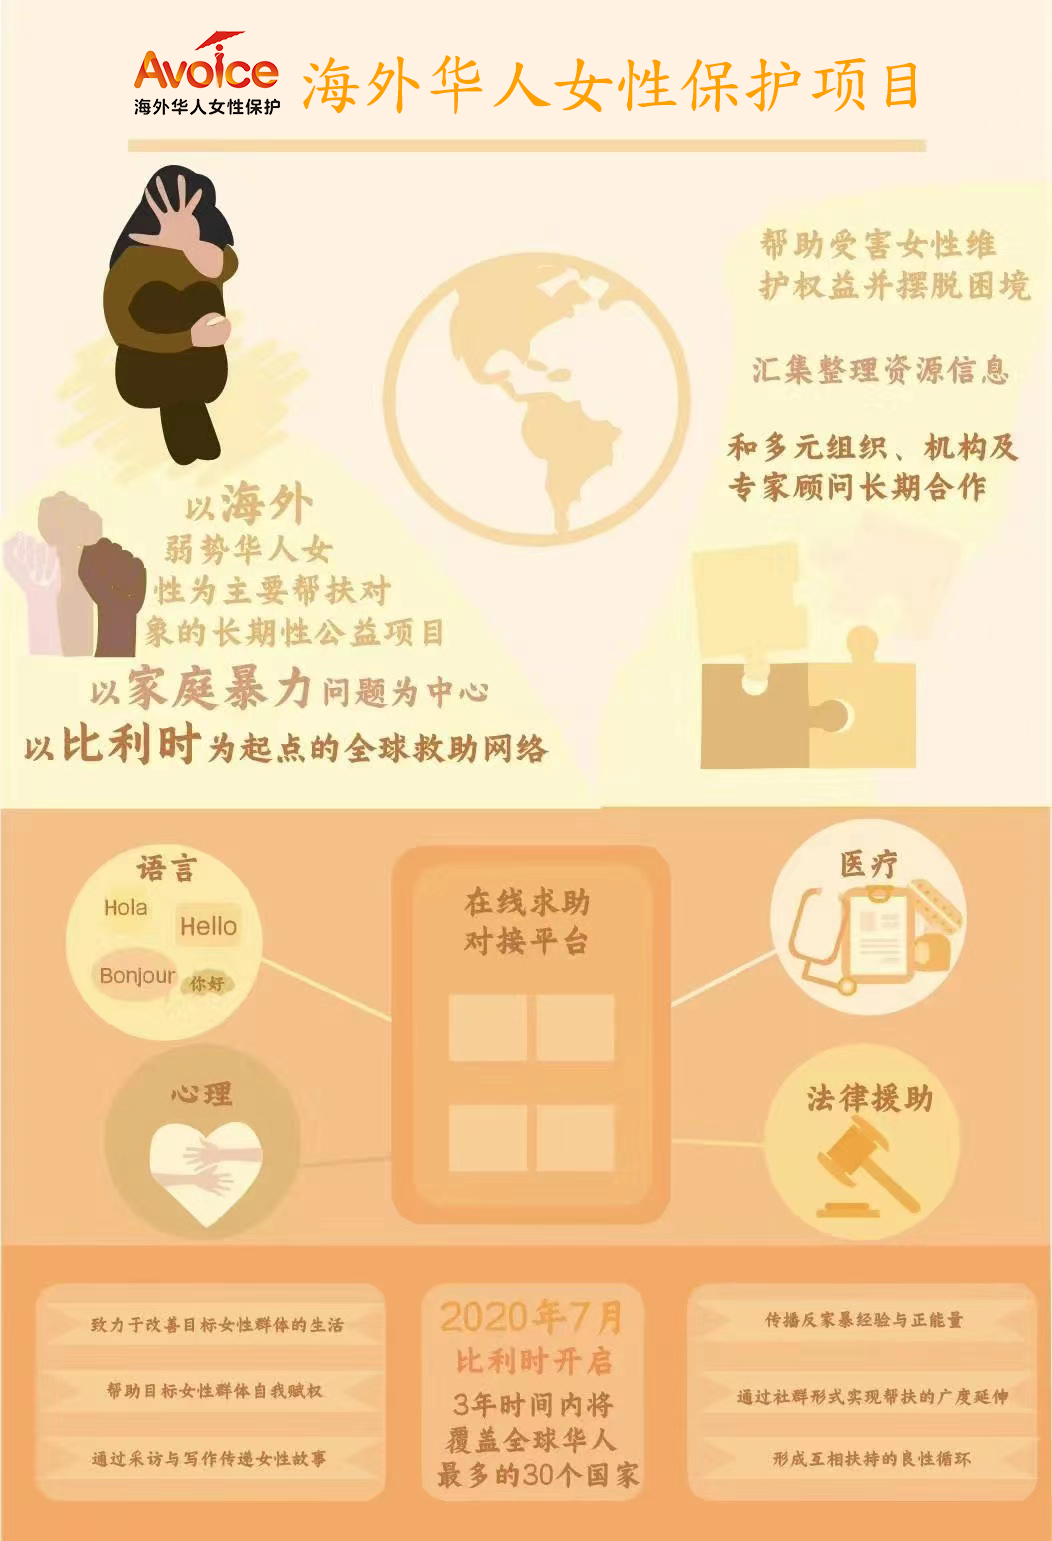 Avoice
海外华人女性保护
海外华人女性保护项目
帮助受害女性维
护权益并摆脱困境
汇集整理资源信息
和多元组织、机构及
专家顾问长期合作
以海外
弱势华人女
性为主要帮扶对
象的长期性公益项目
以家庭暴力问题为中心
以比利时为起点的全球救助网络
语言
Hola
Hello
Bonjour
你好
在线求助
对接平台
医疗
心理
法律援助
致力于改善目标女性群体的生活
帮助目标女性群体自我赋权
通过采访与写作传递女性故事
2020年7月
比利时开启
3年时间内将
覆盖全球华人
最多的30个国家
传播反家暴经验与正能量
通过社群形式实现帮扶的广度延伸
形成互相扶持的良性循环